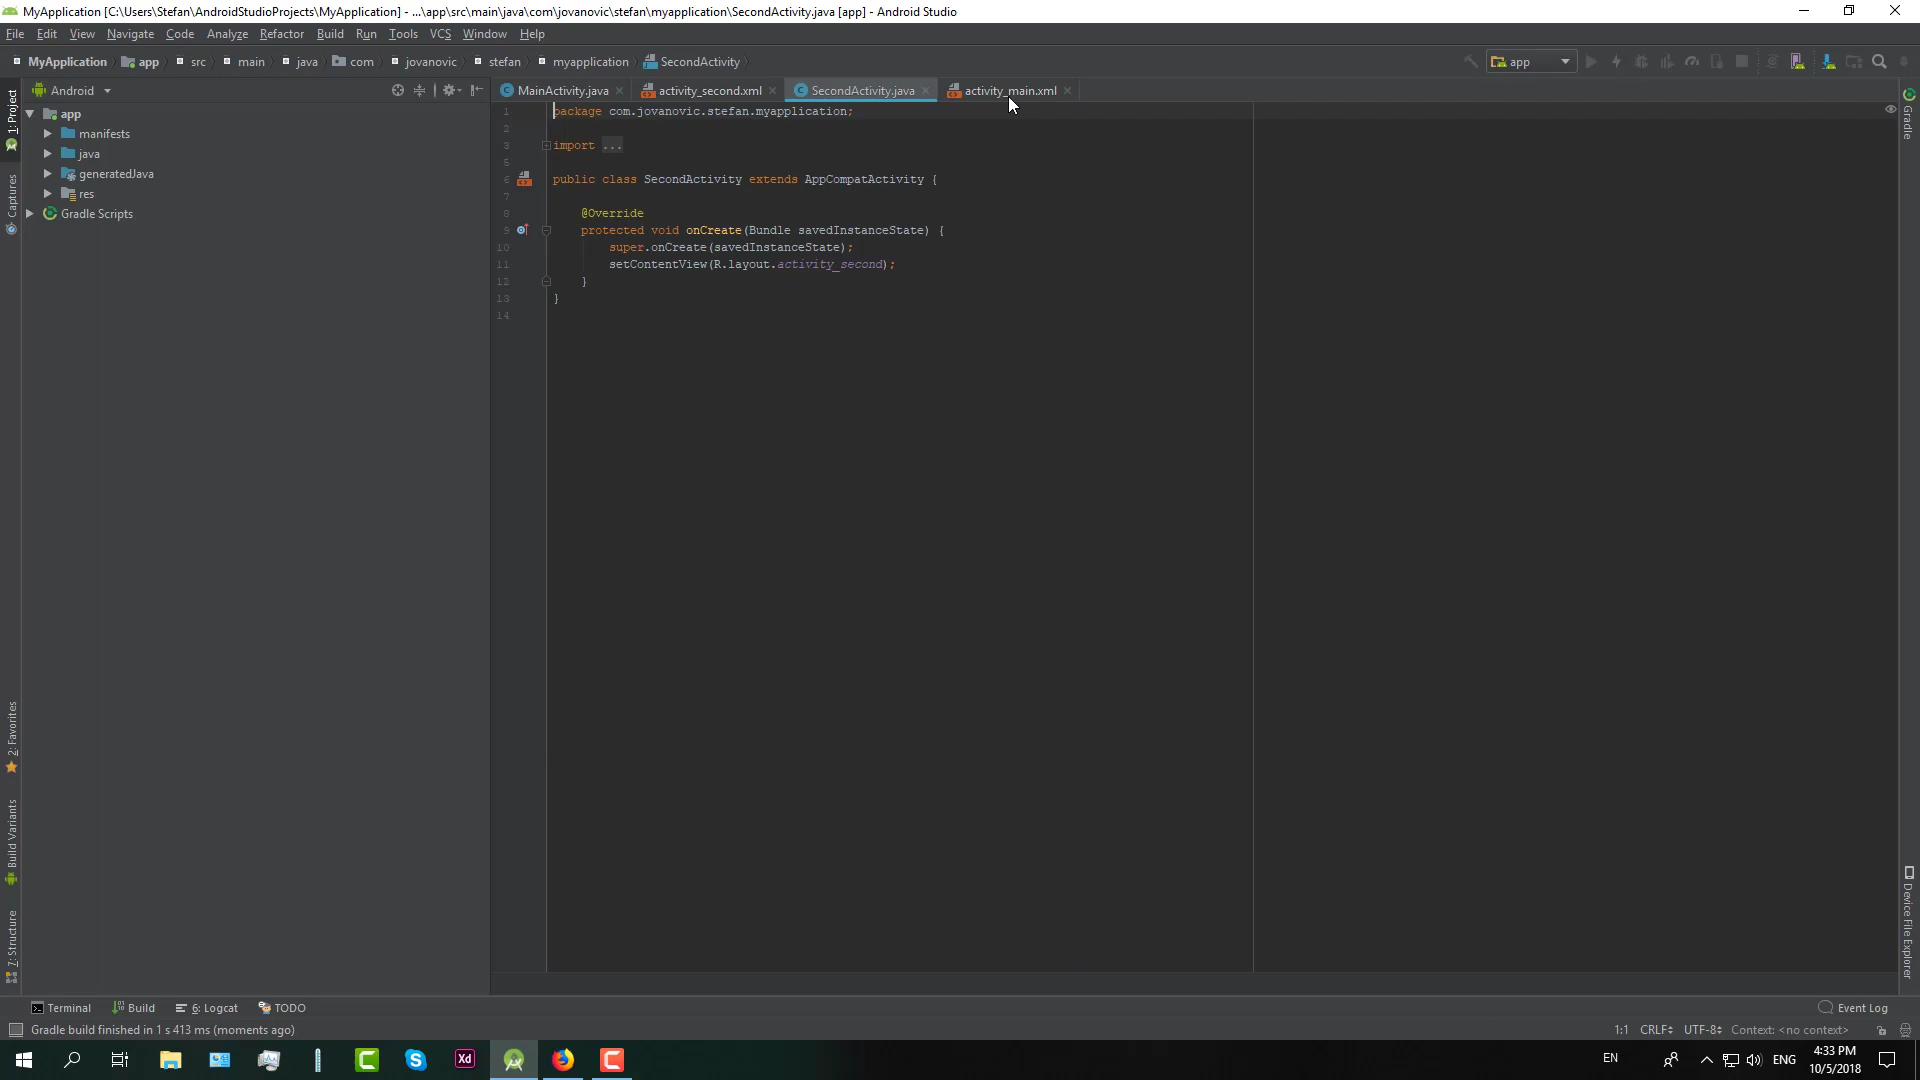 MyApplication [C:\Users\Stefan\AndroidStudioProjects\MyApplication] - ...\app\src\main\java\com\jovanovic\stefan\myapplication\SecondActivity.java [app] - Android Studio
File Edit View Navigate Code Analyze Refactor Build Run Tools VCS Window Help
MyApplication app src main java com jovanovic stefan myapplication SecondActivity app
Android MainActivity.java activity_second.xml SecondActivity.java activity_main.xml
app
manifests
java
generatedJava
res
Gradle Scripts
1: Project
Captures
2: Favorites
Build Variants
7: Structure
1 package com.jovanovic.stefan.myapplication;
2
3 import ...
5
6 public class SecondActivity extends AppCompatActivity {
7
8 @Override
9 protected void onCreate(Bundle savedInstanceState) {
10 super.onCreate(savedInstanceState);
11 setContentView(R.layout.activity_second);
12 }
13 }
14
Gradle
Device File Explorer
Terminal Build 6: Logcat TODO Event Log
Gradle build finished in 1 s 413 ms (moments ago) 1:1 CRLF UTF-8 Context: <no context>
Xd EN ENG 4:33 PM
10/5/2018